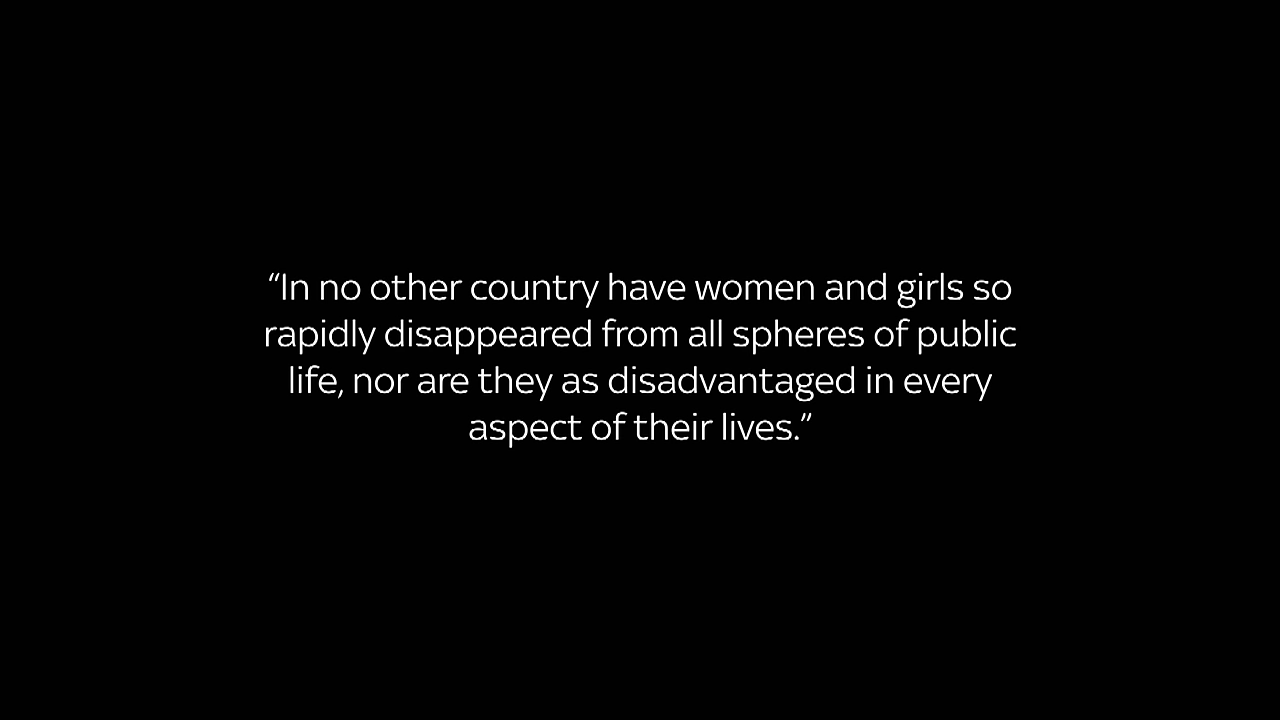 “In no other country have women and girls so
rapidly disappeared from all spheres of public
life, nor are they as disadvantaged in every
aspect of their lives.”